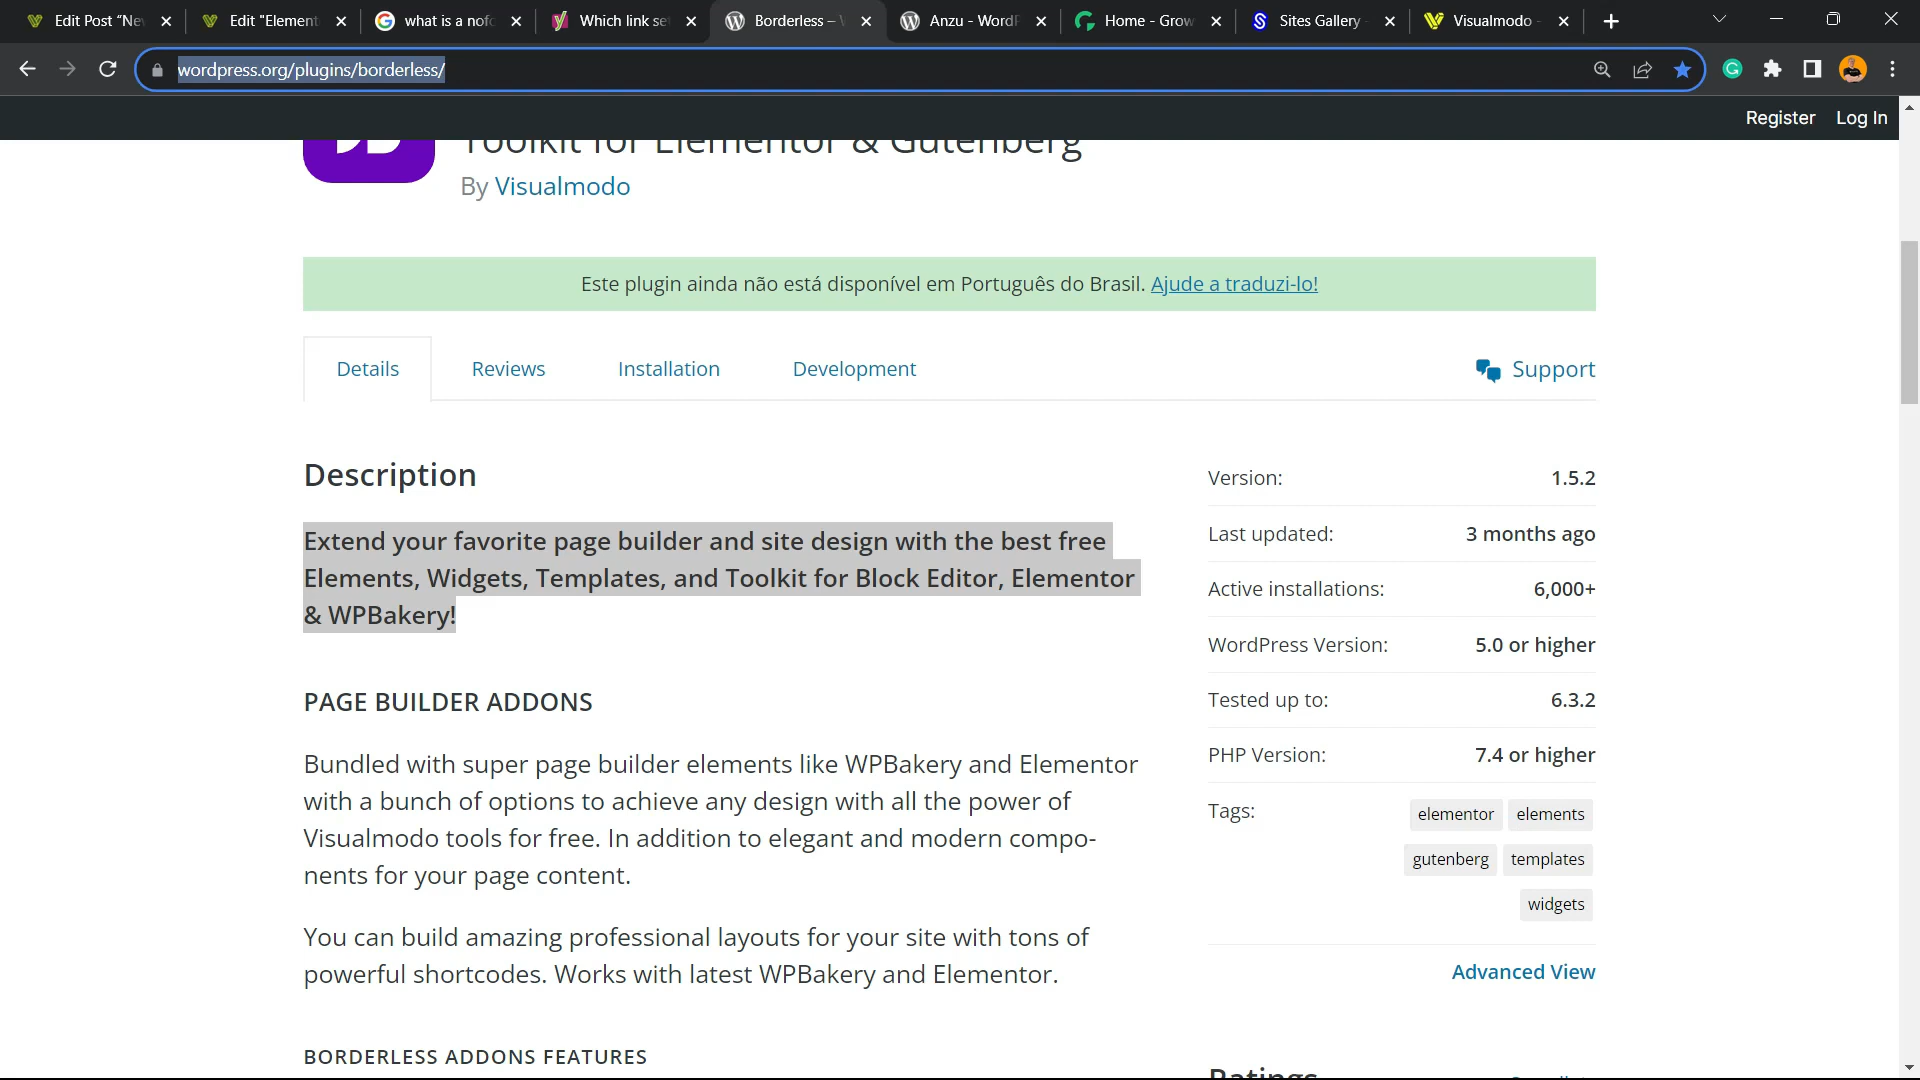 Edit Post “Ne
Edit "Element
what is a nofo
Which link se
Borderless –
Anzu - WordP
Home - Grow
Sites Gallery
Visualmodo -
wordpress.org/plugins/borderless/
Register Log In
Toolkit for Elementor & Gutenberg
By Visualmodo
Este plugin ainda não está disponível em Português do Brasil. Ajude a traduzi-lo!
Details
Reviews
Installation
Development
Support
Description
Extend your favorite page builder and site design with the best free
Elements, Widgets, Templates, and Toolkit for Block Editor, Elementor
& WPBakery!
PAGE BUILDER ADDONS
Bundled with super page builder elements like WPBakery and Elementor
with a bunch of options to achieve any design with all the power of
Visualmodo tools for free. In addition to elegant and modern compo-
nents for your page content.
You can build amazing professional layouts for your site with tons of
powerful shortcodes. Works with latest WPBakery and Elementor.
BORDERLESS ADDONS FEATURES
Version: 1.5.2
Last updated: 3 months ago
Active installations: 6,000+
WordPress Version: 5.0 or higher
Tested up to: 6.3.2
PHP Version: 7.4 or higher
Tags: elementor elements
gutenberg templates
widgets
Advanced View
Ratings